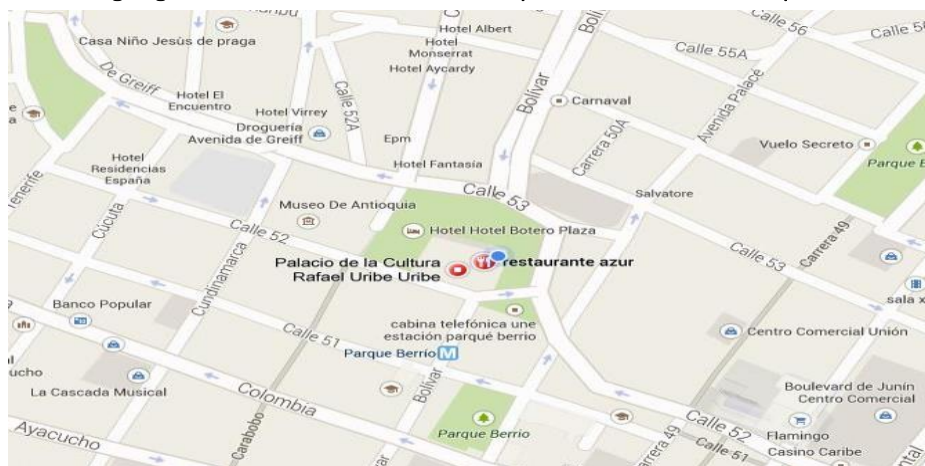 Casa Niño Jesús de praga
Hotel Albert
Hotel
Monserrat
Hotel Aycardy
Bolívar
Calle 56
Calle 55A
De Greiff
Hotel El
Encuentro
Hotel Virrey
Calle 52A
Droguería
Avenida de Greiff
Epm
Bolívar
Carnaval
Carrera 50A
Avenida Palacé
Vuelo Secreto
Hotel
Residencias
España
Hotel Fantasía
Calle 53
Salvatore
Tenerife
Cúcuta
Museo De Antioquia
Calle 52
Hotel Hotel Botero Plaza
Palacio de la Cultura
Rafael Uribe Uribe
restaurante azur
Calle 53
Carrera 49
Cundinamarca
sala x
Banco Popular
Calle 51
cabina telefónica une
estación parqué berrio
Centro Comercial Unión
Parque Berrío
M
La Cascada Musical
Colombia
Bolívar
Boulevard de Junín
Centro Comercial
Ayacucho
Carabobo
Parque Berrio
Carrera 49
Calle 52
Calle 51
Flamingo
Casino Caribe